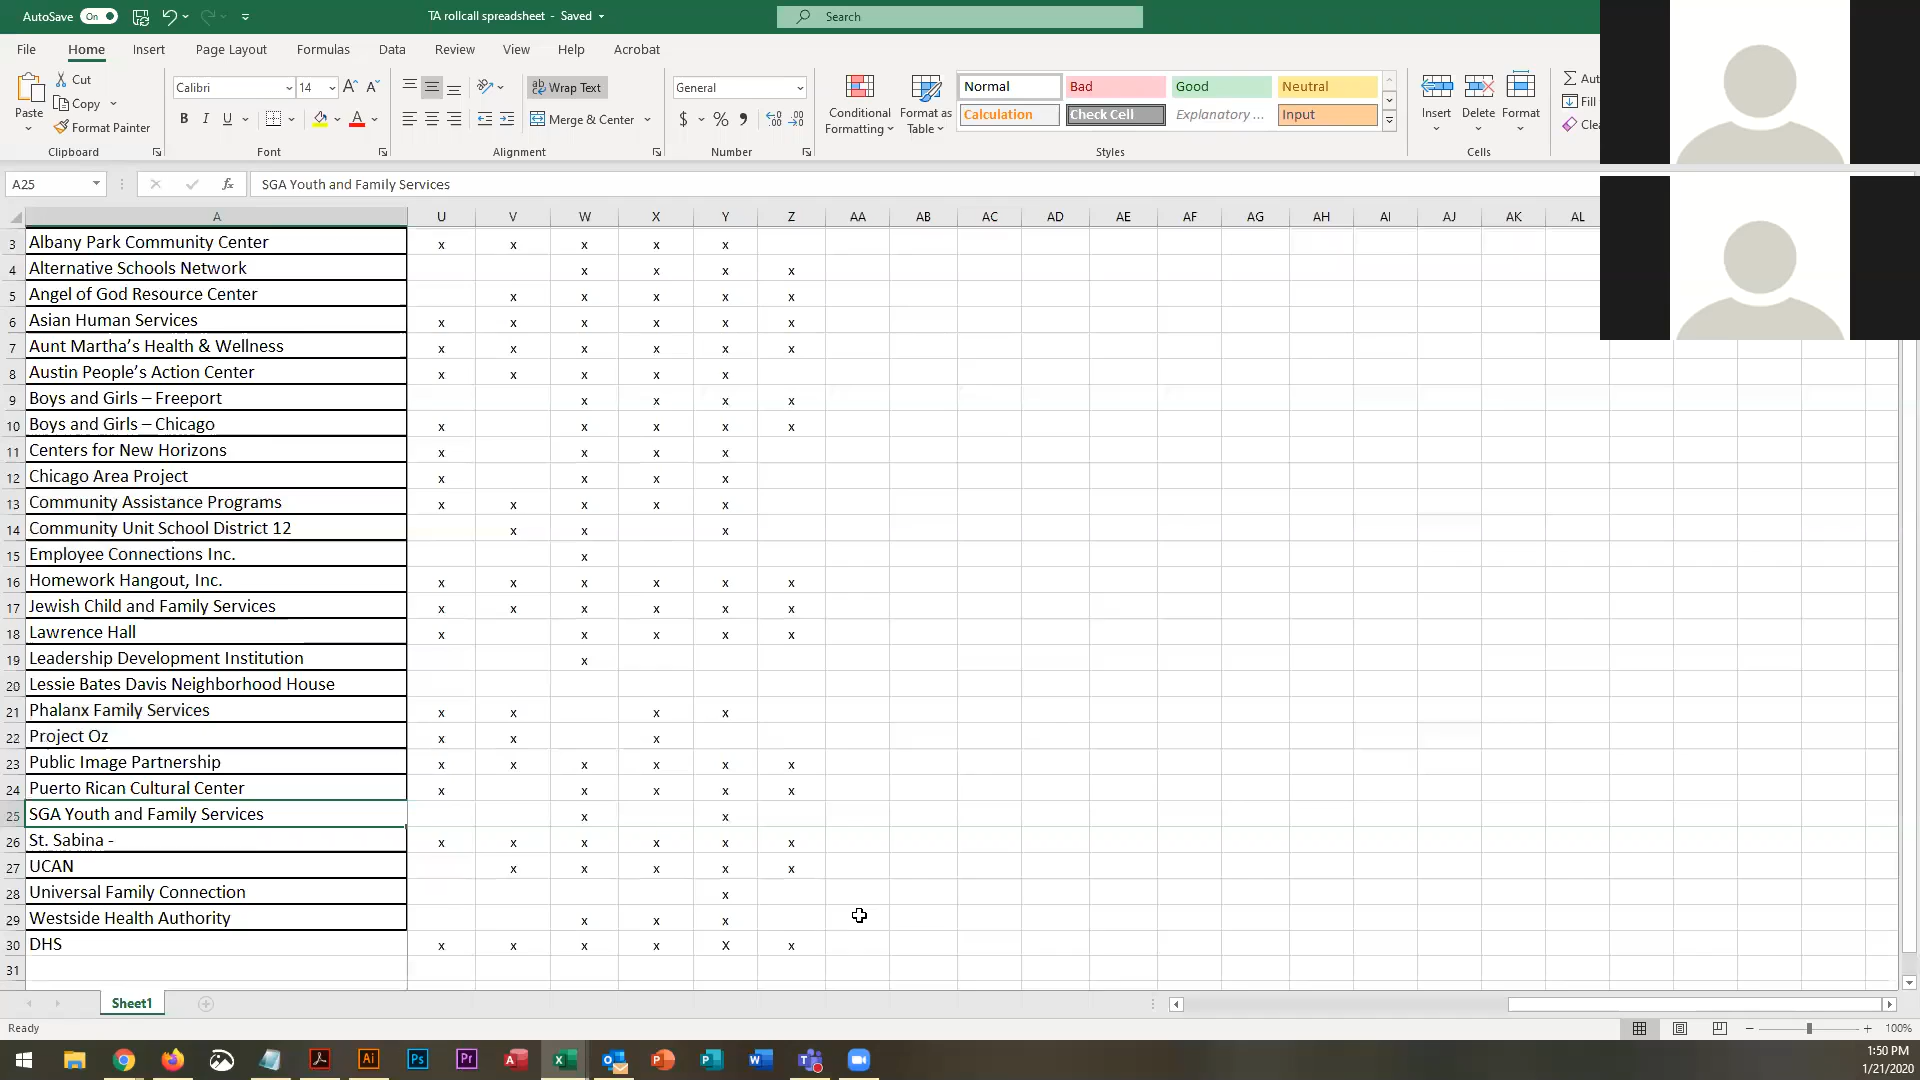 AutoSave On TA rollcall spreadsheet - Saved Search
File Home Insert Page Layout Formulas Data Review View Help Acrobat
Cut
Copy
Format Painter
Paste
Clipboard
Calibri 14
B I U
Font
Wrap Text
Merge & Center
Alignment
General
$ % 9
Number
Conditional Formatting
Format as Table
Normal Bad Good Neutral
Calculation Check Cell Explanatory ... Input
Styles
Insert Delete Format
Cells
Aut
Fill
Clea
A25 fx SGA Youth and Family Services
A U V W X Y Z AA AB AC AD AE AF AG AH AI AJ AK AL
3 Albany Park Community Center x x x x x
4 Alternative Schools Network x x x x
5 Angel of God Resource Center x x x x x
6 Asian Human Services x x x x x x
7 Aunt Martha’s Health & Wellness x x x x x x
8 Austin People’s Action Center x x x x x
9 Boys and Girls – Freeport x x x x
10 Boys and Girls – Chicago x x x x x
11 Centers for New Horizons x x x x
12 Chicago Area Project x x x x
13 Community Assistance Programs x x x x x
14 Community Unit School District 12 x x x
15 Employee Connections Inc. x
16 Homework Hangout, Inc. x x x x x x
17 Jewish Child and Family Services x x x x x x
18 Lawrence Hall x x x x x
19 Leadership Development Institution x
20 Lessie Bates Davis Neighborhood House
21 Phalanx Family Services x x x x
22 Project Oz x x x
23 Public Image Partnership x x x x x x
24 Puerto Rican Cultural Center x x x x x
25 SGA Youth and Family Services x x
26 St. Sabina - x x x x x x
27 UCAN x x x x x
28 Universal Family Connection x
29 Westside Health Authority x x x
30 DHS x x x x X x
31
Sheet1
Ready 100%
1:50 PM
1/21/2020